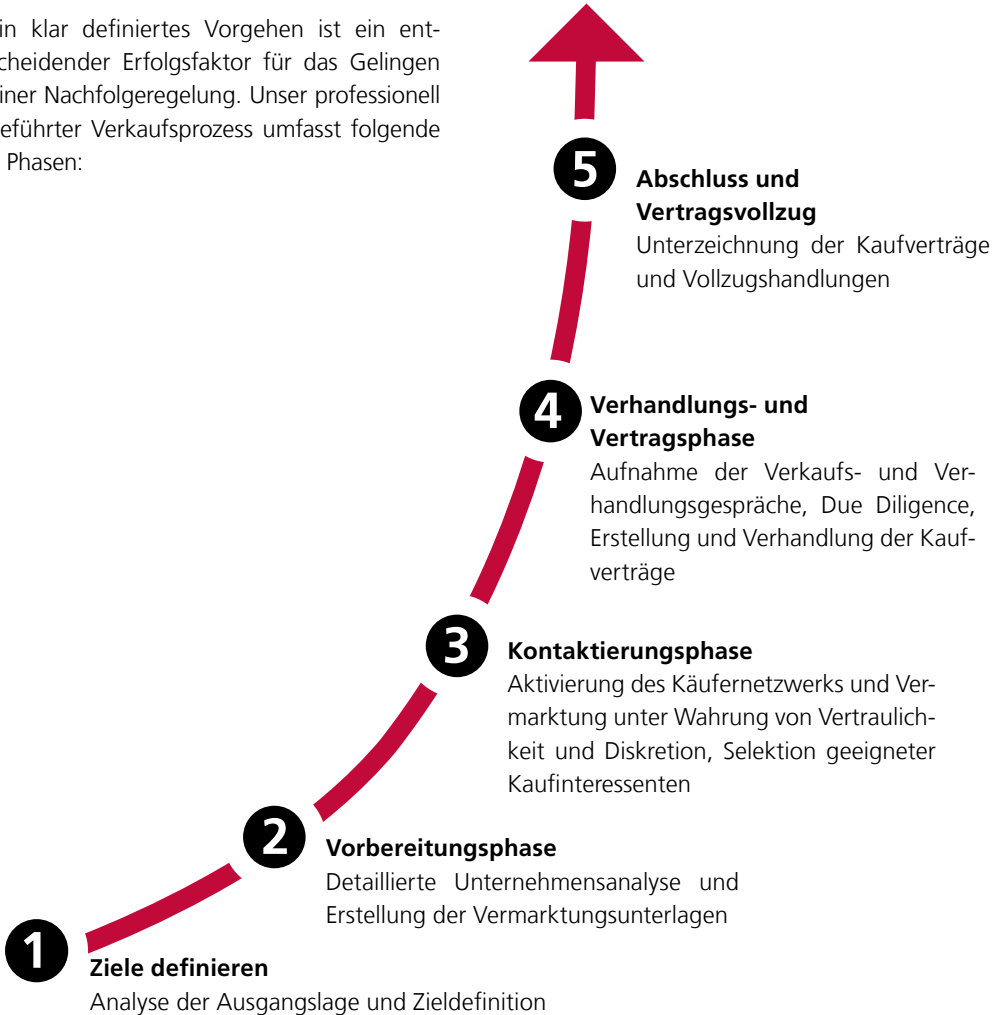 in klar definiertes Vorgehen ist ein ent-
cheidender Erfolgsfaktor für das Gelingen
iner Nachfolgeregelung. Unser professionell
eführter Verkaufsprozess umfasst folgende
Phasen:
5
Abschluss und
Vertragsvollzug
Unterzeichnung der Kaufverträge
und Vollzugshandlungen
4
Verhandlungs- und
Vertragsphase
Aufnahme der Verkaufs- und Ver-
handlungsgespräche, Due Diligence,
Erstellung und Verhandlung der Kauf-
verträge
3
Kontaktierungsphase
Aktivierung des Käufernetzwerks und Ver-
marktung unter Wahrung von Vertraulich-
keit und Diskretion, Selektion geeigneter
Kaufinteressenten
2
Vorbereitungsphase
Detaillierte Unternehmensanalyse und
Erstellung der Vermarktungsunterlagen
1
Ziele definieren
Analyse der Ausgangslage und Zieldefinition